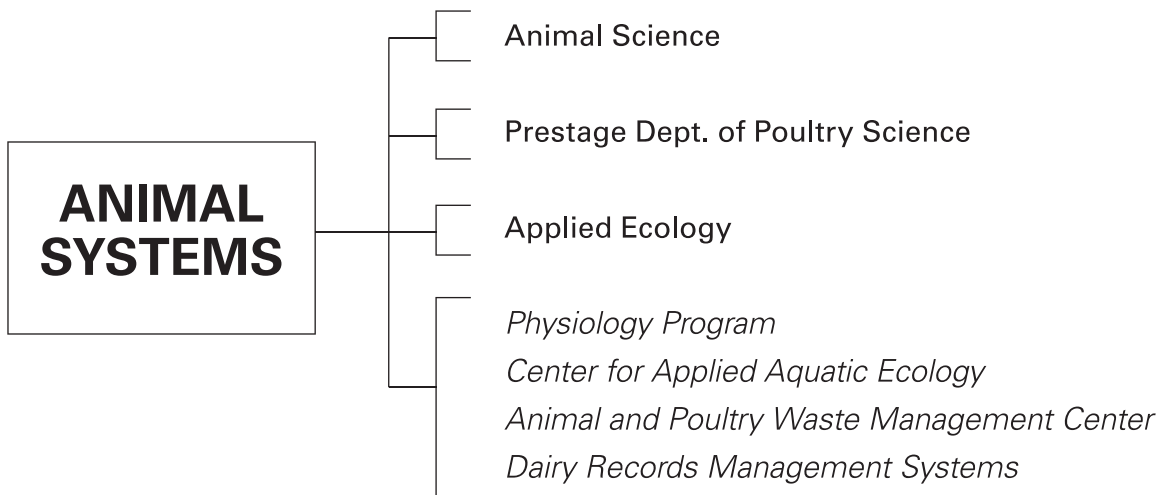 ANIMAL
SYSTEMS
Animal Science
Prestage Dept. of Poultry Science
Applied Ecology
Physiology Program
Center for Applied Aquatic Ecology
Animal and Poultry Waste Management Center
Dairy Records Management Systems